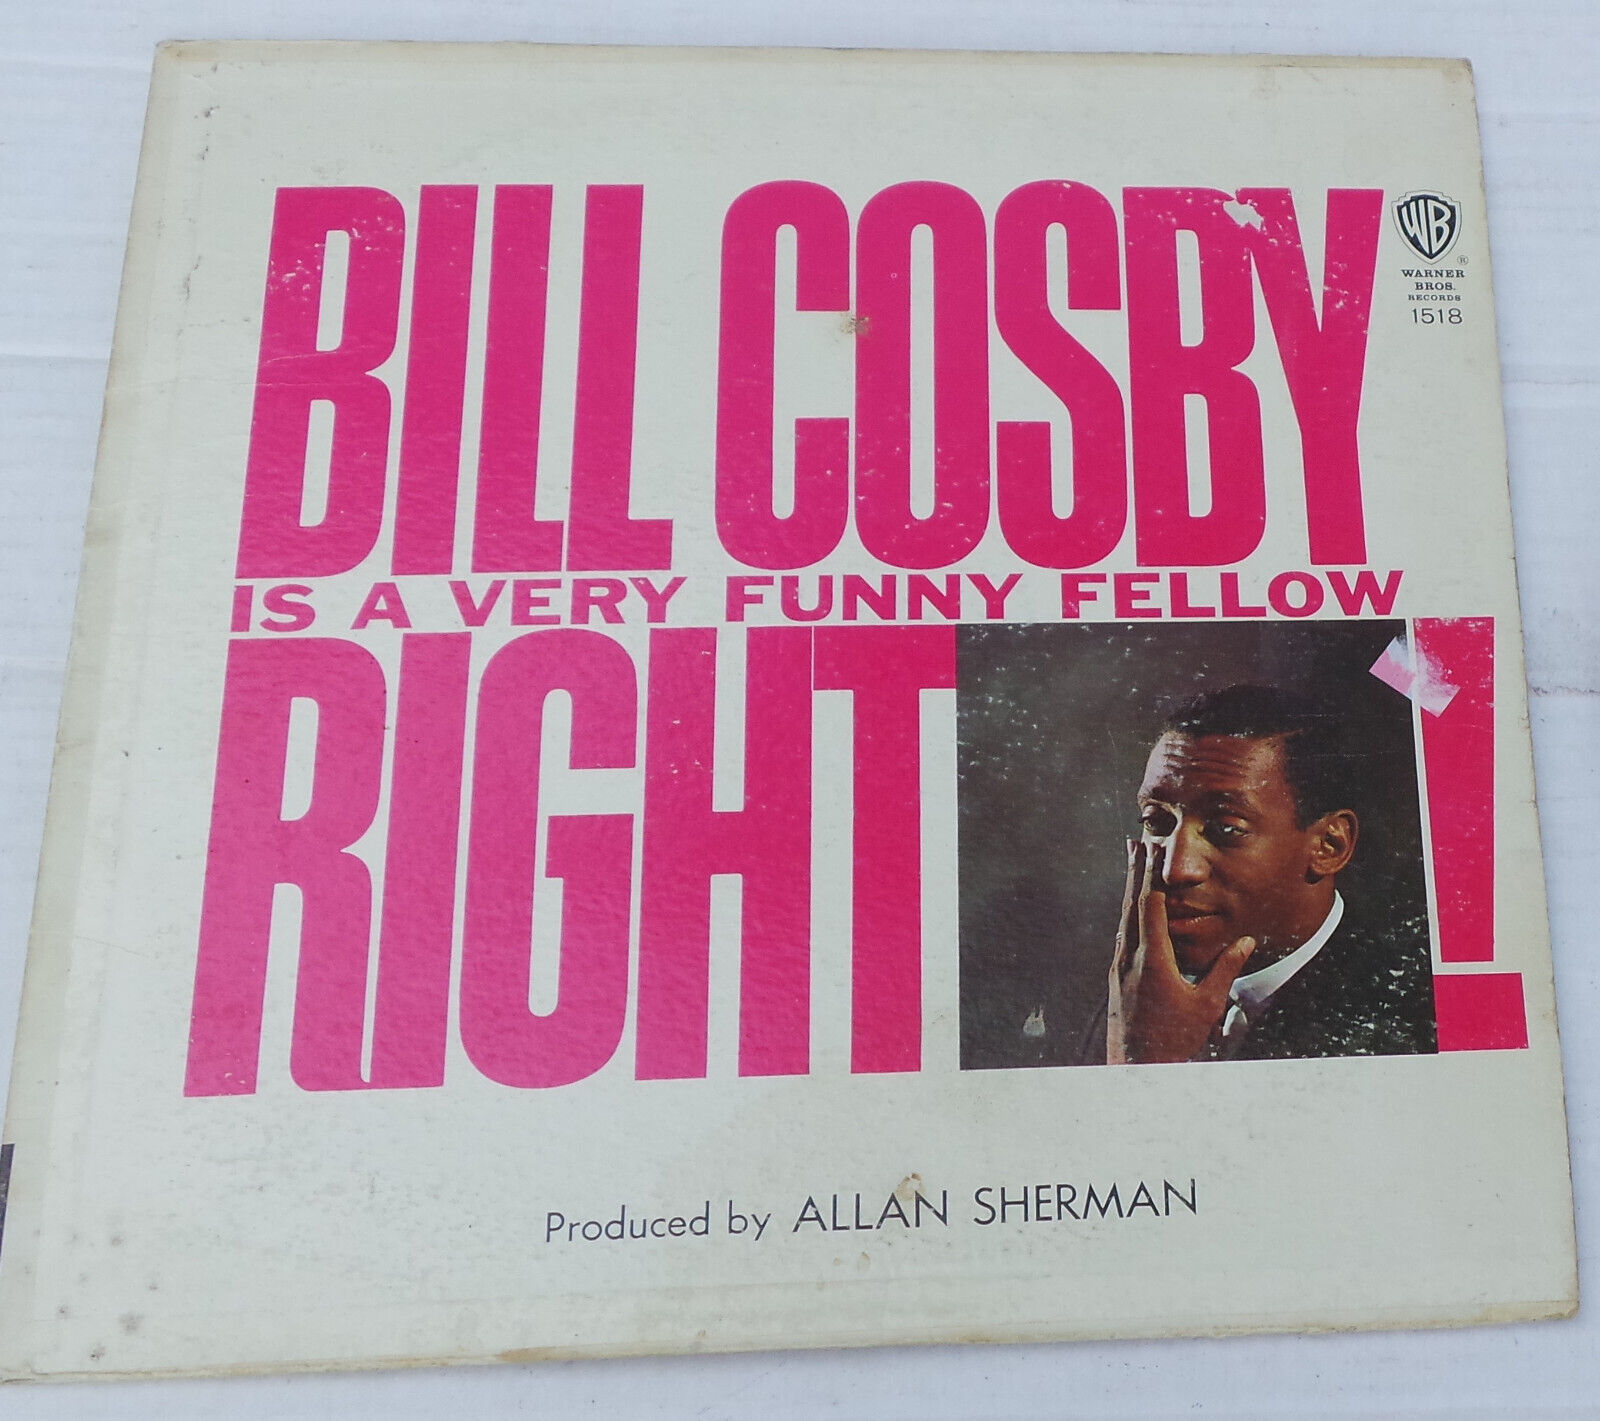 BILL COSBY
WB
®
WARNER
BROS.
RECORDS
1518
IS A VERY FUNNY FELLOW
RIGHT!
Produced by ALLAN SHERMAN